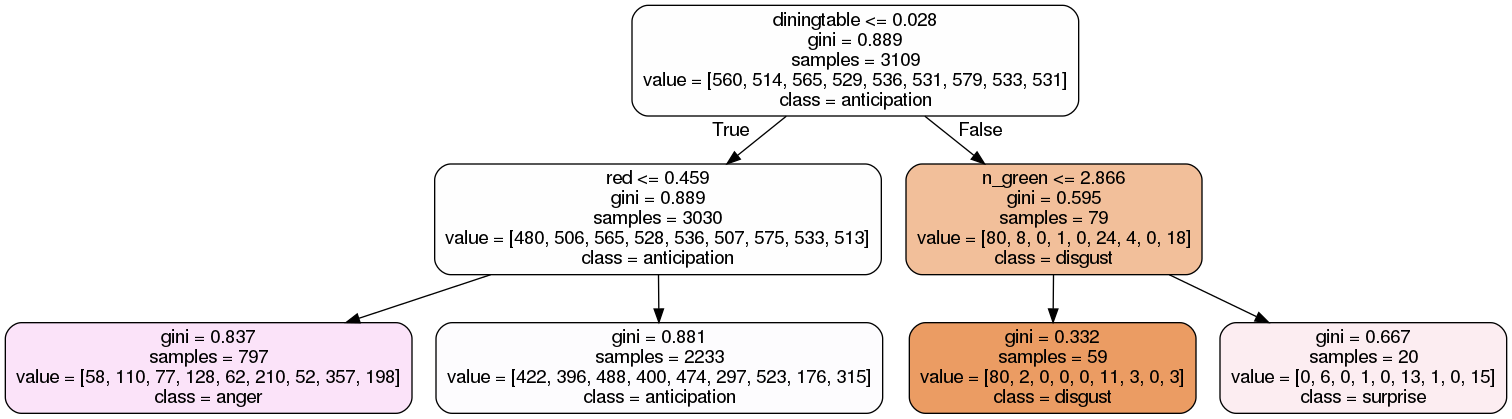 diningtable <= 0.028
gini = 0.889
samples = 3109
value = [560, 514, 565, 529, 536, 531, 579, 533, 531]
class = anticipation
True
False
red <= 0.459
gini = 0.889
samples = 3030
value = [480, 506, 565, 528, 536, 507, 575, 533, 513]
class = anticipation
n_green <= 2.866
gini = 0.595
samples = 79
value = [80, 8, 0, 1, 0, 24, 4, 0, 18]
class = disgust
gini = 0.837
samples = 797
value = [58, 110, 77, 128, 62, 210, 52, 357, 198]
class = anger
gini = 0.881
samples = 2233
value = [422, 396, 488, 400, 474, 297, 523, 176, 315]
class = anticipation
gini = 0.332
samples = 59
value = [80, 2, 0, 0, 0, 11, 3, 0, 3]
class = disgust
gini = 0.667
samples = 20
value = [0, 6, 0, 1, 0, 13, 1, 0, 15]
class = surprise